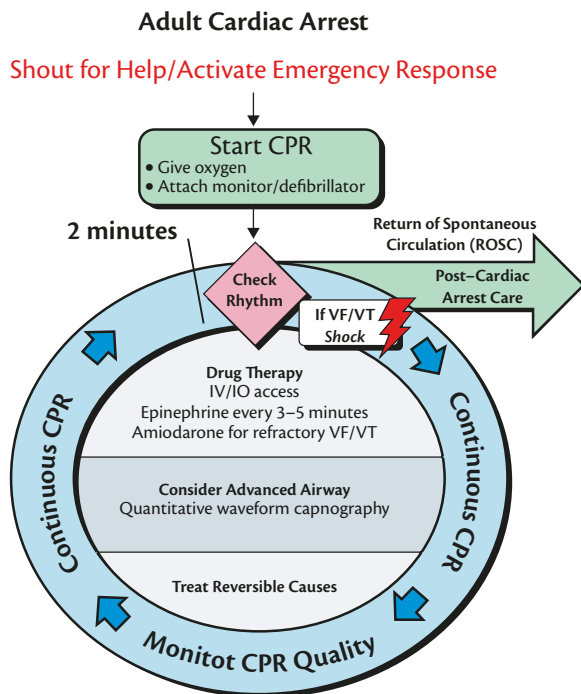 Adult Cardiac Arrest
Shout for Help/Activate Emergency Response
Start CPR
• Give oxygen
• Attach monitor/defibrillator
2 minutes
Check
Rhythm
Return of Spontaneous
Circulation (ROSC)
Post–Cardiac
Arrest Care
If VF/VT
Shock
Drug Therapy
IV/IO access
Epinephrine every 3–5 minutes
Amiodarone for refractory VF/VT
Consider Advanced Airway
Quantitative waveform capnography
Treat Reversible Causes
Continuous CPR
Continuous CPR
Monitot CPR Quality